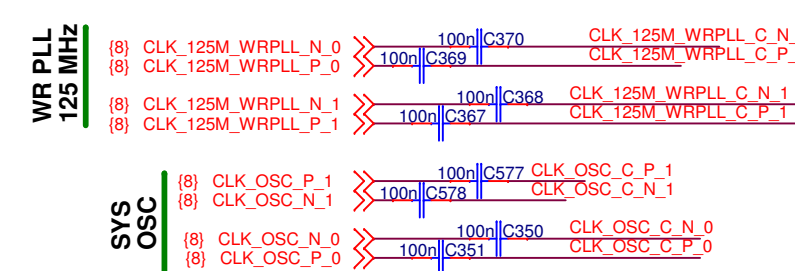 WR PLL
125 MHz
{8} CLK_125M_WRPLL_N_0 100n C370 CLK_125M_WRPLL_C_N_
{8} CLK_125M_WRPLL_P_0 100n C369 CLK_125M_WRPLL_C_P_
{8} CLK_125M_WRPLL_N_1 100n C368 CLK_125M_WRPLL_C_N_1
{8} CLK_125M_WRPLL_P_1 100n C367 CLK_125M_WRPLL_C_P_1
SYS
OSC
{8} CLK_OSC_P_1 100n C577 CLK_OSC_C_P_1
{8} CLK_OSC_N_1 100n C578 CLK_OSC_C_N_1
{8} CLK_OSC_N_0 100n C350 CLK_OSC_C_N_0
{8} CLK_OSC_P_0 100n C351 CLK_OSC_C_P_0